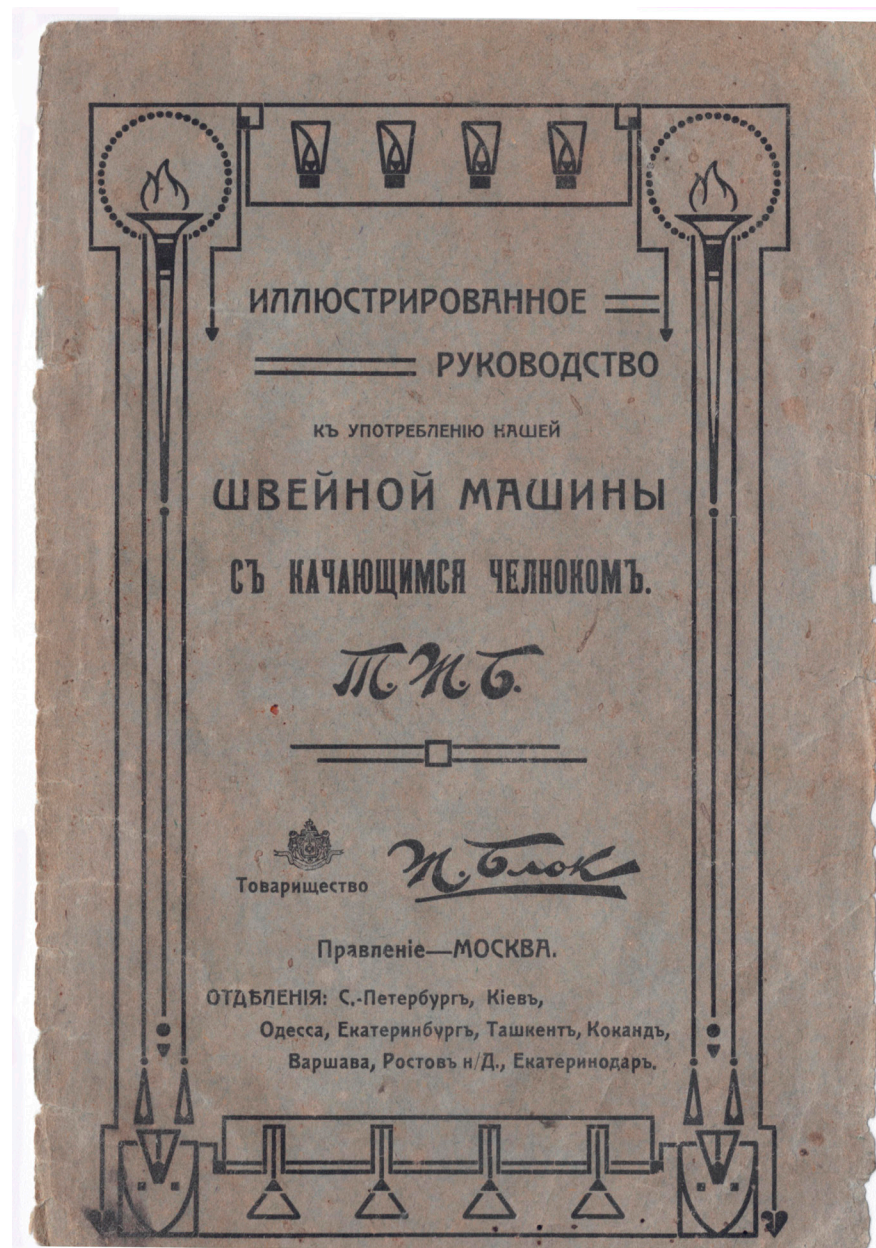 ИЛЛЮСТРИРОВАННОЕ
РУКОВОДСТВО
КЪ УПОТРЕБЛЕНІЮ НАШЕЙ
ШВЕЙНОЙ МАШИНЫ
СЪ КАЧАЮЩИМСЯ ЧЕЛНОКОМЪ.
Т. Ж. Б.
Товарищество Ж. Блок
Правленіе—МОСКВА.
ОТДѢЛЕНІЯ: С.-Петербургъ, Кіевъ,
Одесса, Екатеринбургъ, Ташкентъ, Кокандъ,
Варшава, Ростовъ н/Д., Екатеринодаръ.